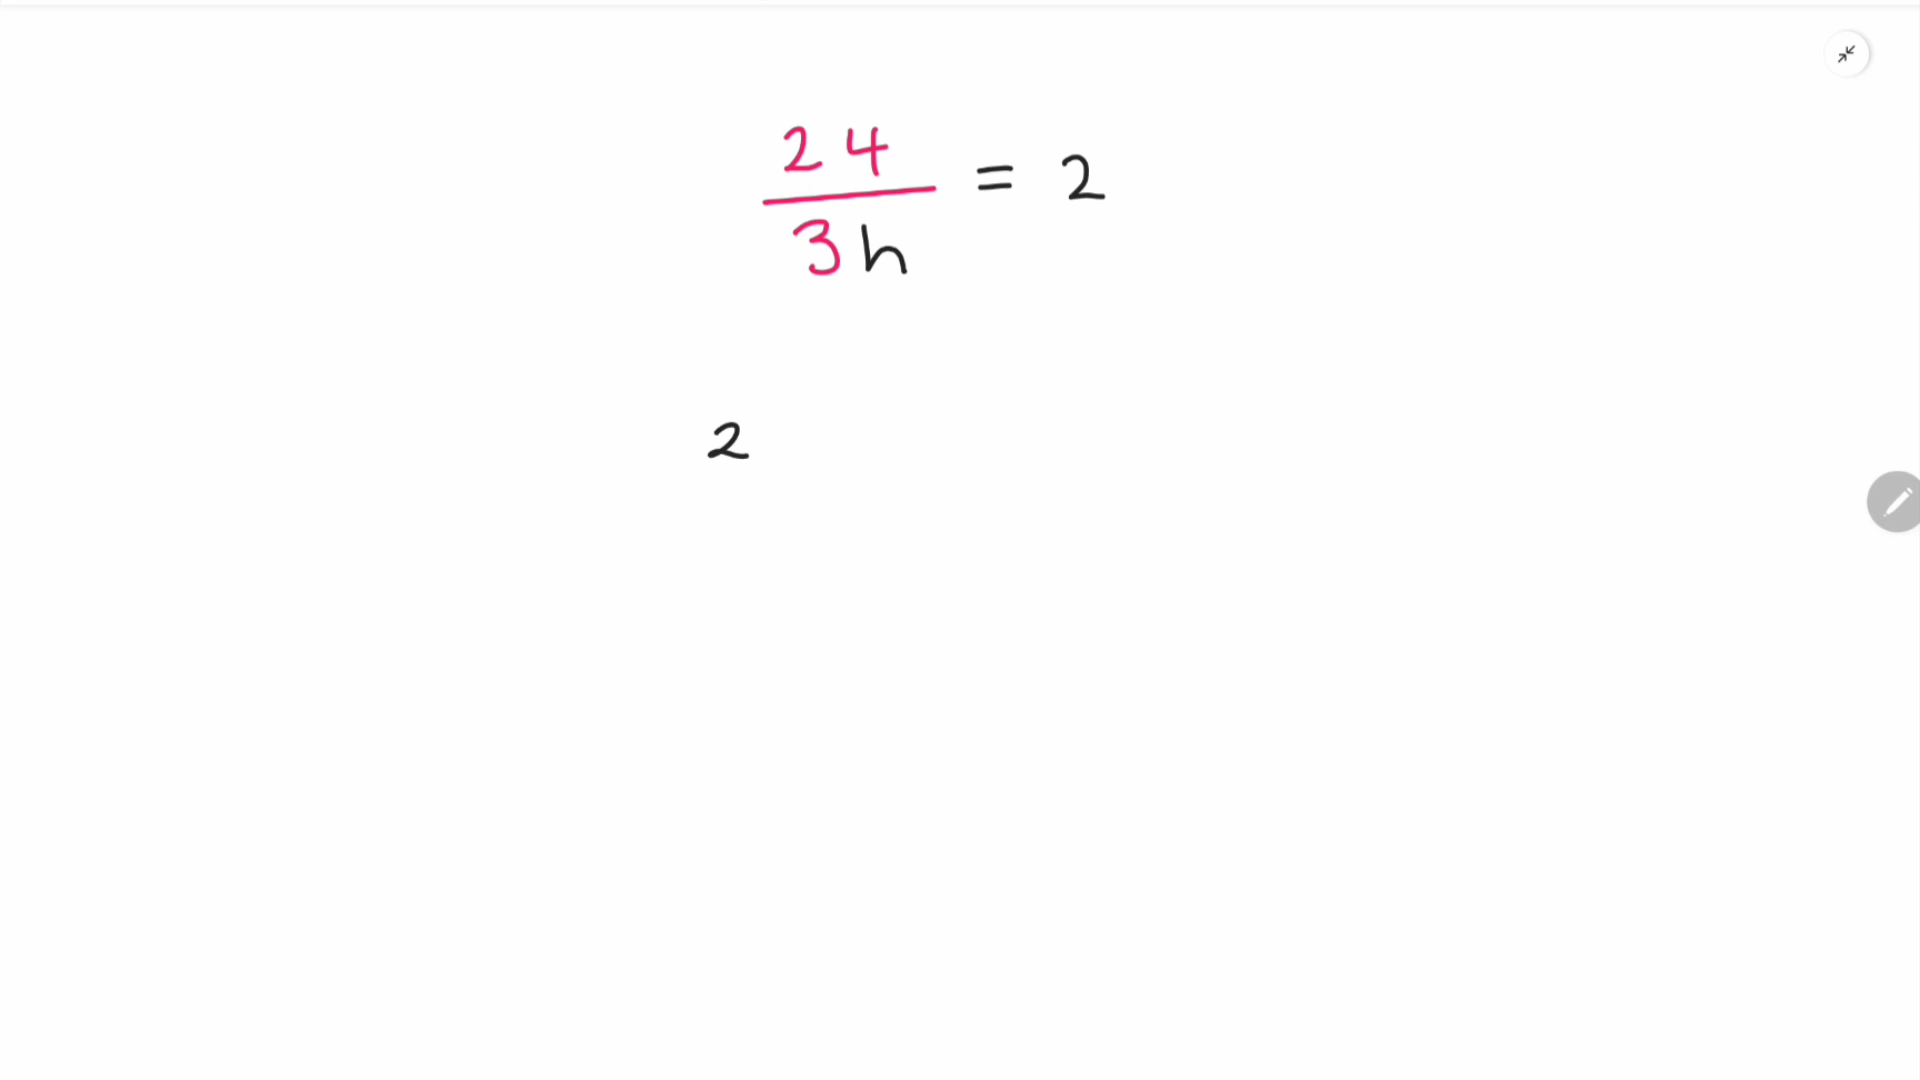 24
— = 2
3h
2